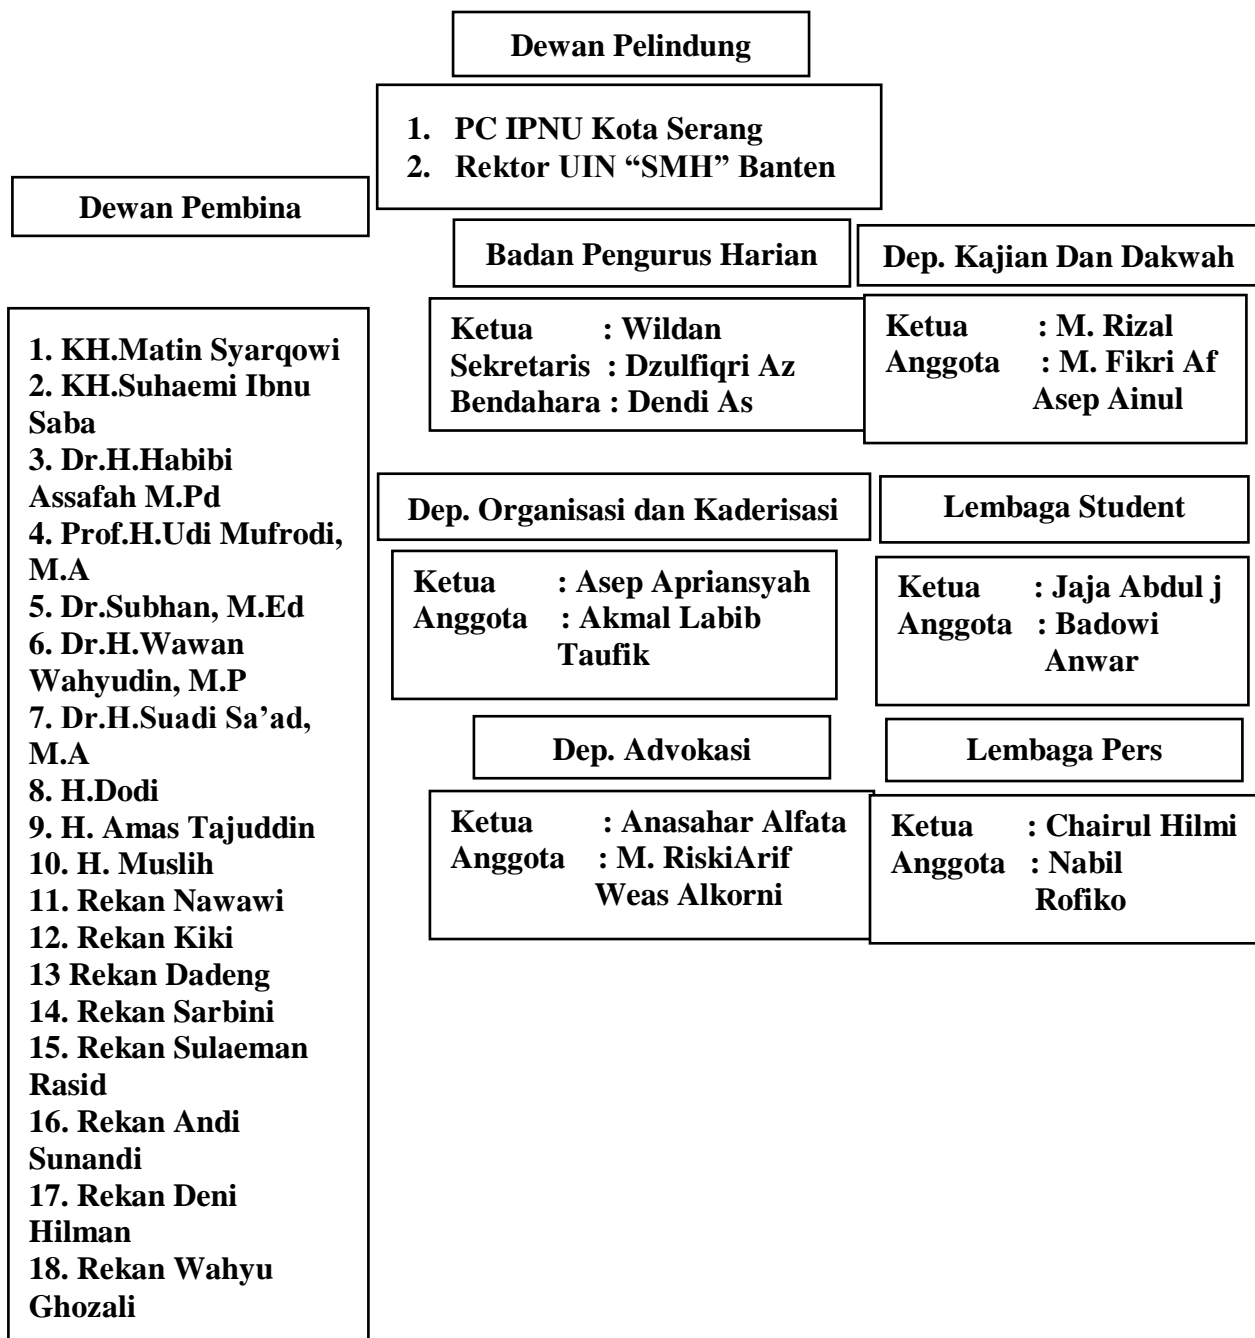 Dewan Pelindung
1. PC IPNU Kota Serang
2. Rektor UIN “SMH” Banten
Dewan Pembina
1. KH.Matin Syarqowi
2. KH.Suhaemi Ibnu
Saba
3. Dr.H.Habibi
Assafah M.Pd
4. Prof.H.Udi Mufrodi,
M.A
5. Dr.Subhan, M.Ed
6. Dr.H.Wawan
Wahyudin, M.P
7. Dr.H.Suadi Sa’ad,
M.A
8. H.Dodi
9. H. Amas Tajuddin
10. H. Muslih
11. Rekan Nawawi
12. Rekan Kiki
13 Rekan Dadeng
14. Rekan Sarbini
15. Rekan Sulaeman
Rasid
16. Rekan Andi
Sunandi
17. Rekan Deni
Hilman
18. Rekan Wahyu
Ghozali
Badan Pengurus Harian
Ketua : Wildan
Sekretaris : Dzulfiqri Az
Bendahara : Dendi As
Dep. Kajian Dan Dakwah
Ketua : M. Rizal
Anggota : M. Fikri Af
Asep Ainul
Dep. Organisasi dan Kaderisasi
Ketua : Asep Apriansyah
Anggota : Akmal Labib
Taufik
Lembaga Student
Ketua : Jaja Abdul j
Anggota : Badowi
Anwar
Dep. Advokasi
Ketua : Anasahar Alfata
Anggota : M. RiskiArif
Weas Alkorni
Lembaga Pers
Ketua : Chairul Hilmi
Anggota : Nabil
Rofiko